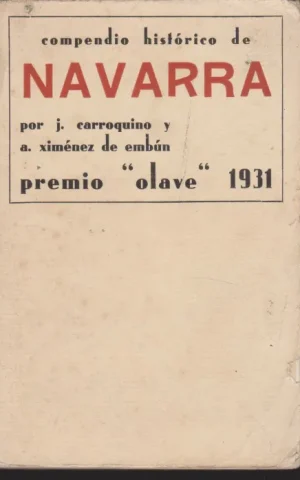 compendio histórico de
NAVARRA
por j. carroquino y
a. ximénez de embún
premio "olave" 1931